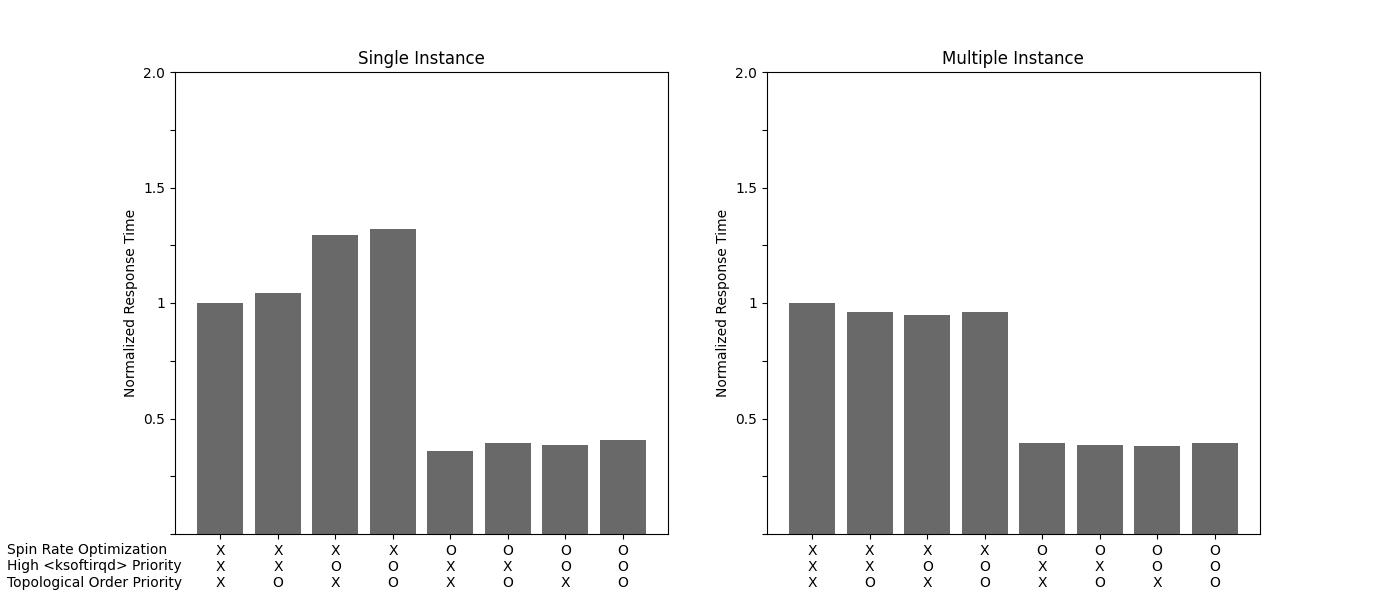 Single Instance
2.0
1.5
1
0.5
Normalized Response Time
Multiple Instance
2.0
1.5
1
0.5
Normalized Response Time
Spin Rate Optimization X X X X O O O O X X X X O O O O
High <ksoftirqd> Priority X X O O X X O O X X O O X X O O
Topological Order Priority X O X O X O X O X O X O X O X O